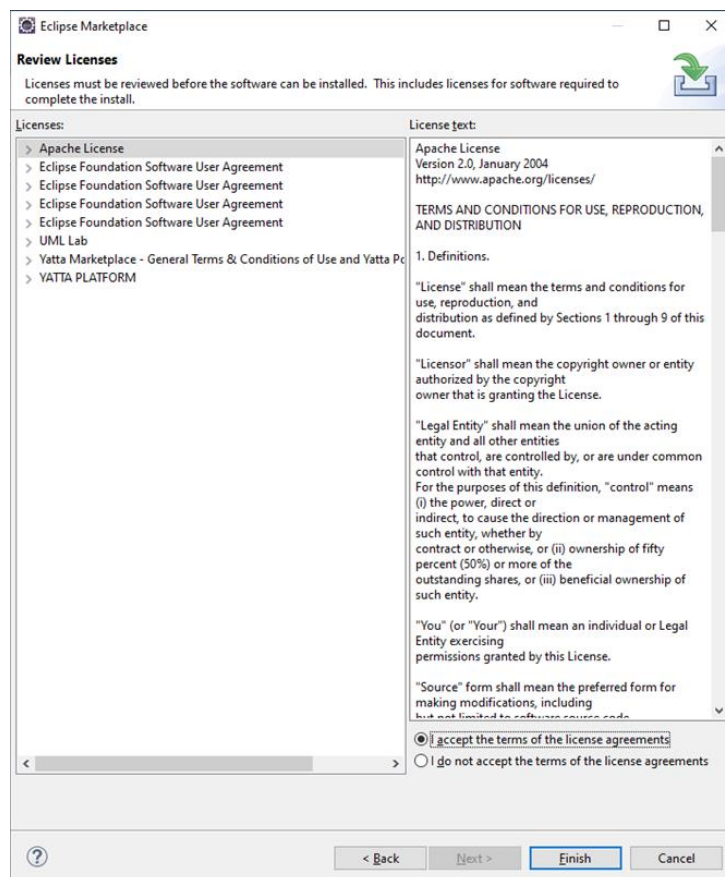 Eclipse Marketplace
Review Licenses
Licenses must be reviewed before the software can be installed. This includes licenses for software required to
complete the install.
Licenses:
Apache License
Eclipse Foundation Software User Agreement
Eclipse Foundation Software User Agreement
Eclipse Foundation Software User Agreement
Eclipse Foundation Software User Agreement
UML Lab
Yatta Marketplace - General Terms & Conditions of Use and Yatta Po
YATTA PLATFORM
License text:
Apache License
Version 2.0, January 2004
http://www.apache.org/licenses/
TERMS AND CONDITIONS FOR USE, REPRODUCTION,
AND DISTRIBUTION
1. Definitions.
"License" shall mean the terms and conditions for
use, reproduction, and
distribution as defined by Sections 1 through 9 of this
document.
"Licensor" shall mean the copyright owner or entity
authorized by the copyright
owner that is granting the License.
"Legal Entity" shall mean the union of the acting
entity and all other entities
that control, are controlled by, or are under common
control with that entity.
For the purposes of this definition, "control" means
(i) the power, direct or
indirect, to cause the direction or management of
such entity, whether by
contract or otherwise, or (ii) ownership of fifty
percent (50%) or more of the
outstanding shares, or (iii) beneficial ownership of
such entity.
"You" (or "Your") shall mean an individual or Legal
Entity exercising
permissions granted by this License.
"Source" form shall mean the preferred form for
making modifications, including
but not limited to software source code
I accept the terms of the license agreements
I do not accept the terms of the license agreements
< Back
Next >
Finish
Cancel